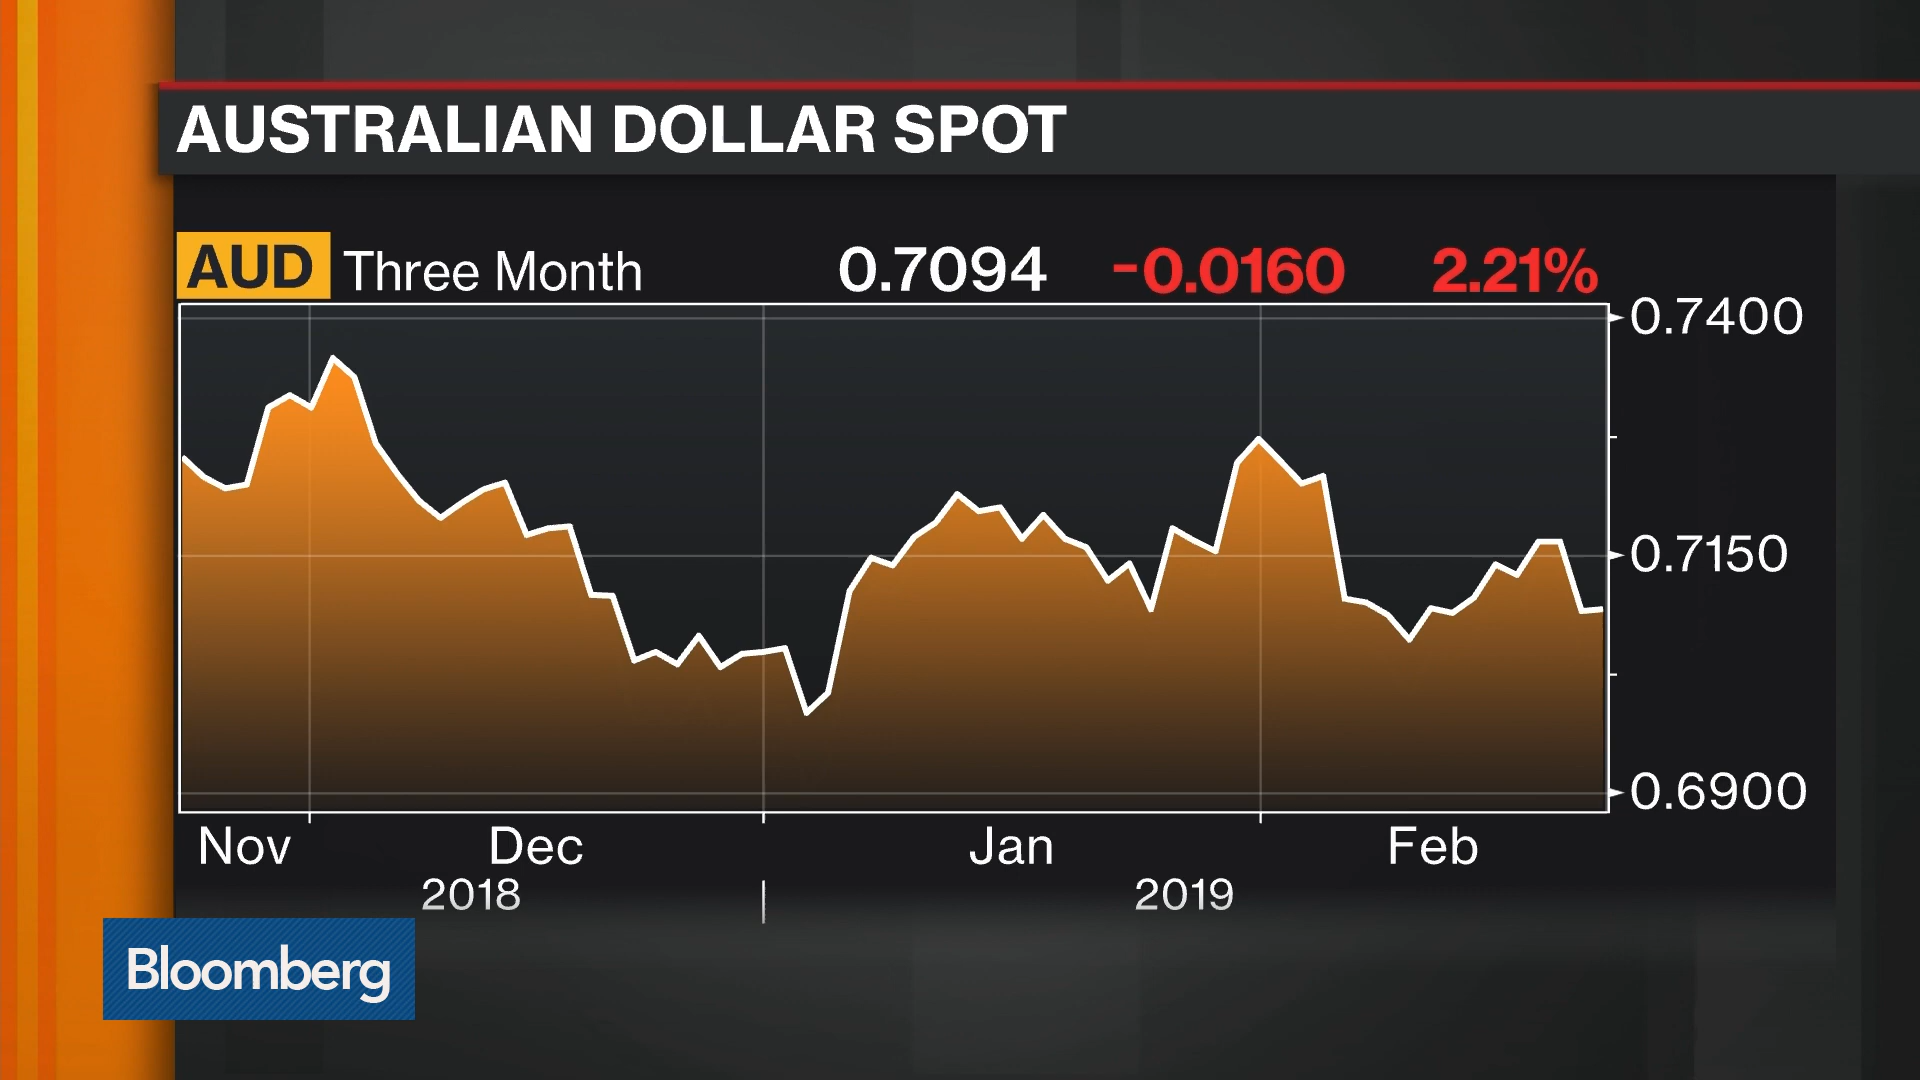 AUSTRALIAN DOLLAR SPOT
AUD Three Month 0.7094 -0.0160 2.21%
0.7400
0.7150
0.6900
Nov Dec Jan Feb
2018 2019
Bloomberg